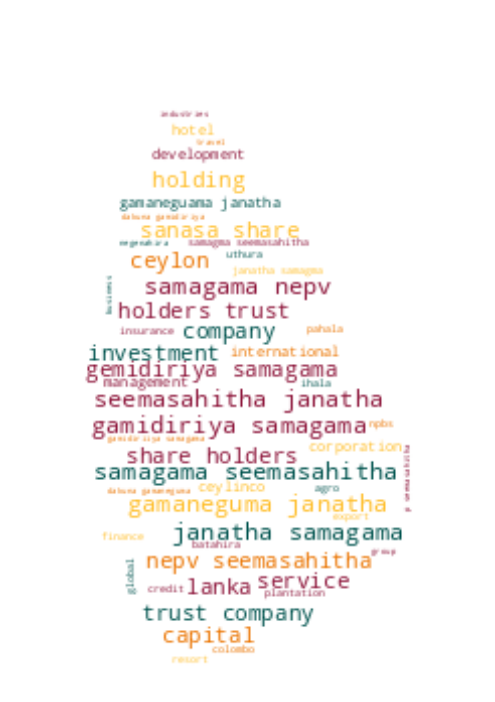 industries
hotel
travel
development
holding
gamaneguama janatha
dakuna gamidiriya
sanasa share
negenahira samagma seemasahitha
ceylon uthura
janatha samagma
business
samagama nepv
holders trust
insurance company pahala
investment international
gemidiriya samagama
management ihala
seemasahitha janatha
gamidiriya samagama npbs
gamidiriiya samagama
share holders corporation
p seemasahitha
samagama seemasahitha
dakuna gamaneguma ceylinco agro
gamaneguma janatha
export
finance janatha samagama
batahira group
nepv seemasahitha
global credit lanka service
plantation
trust company
capital
colombo
resort